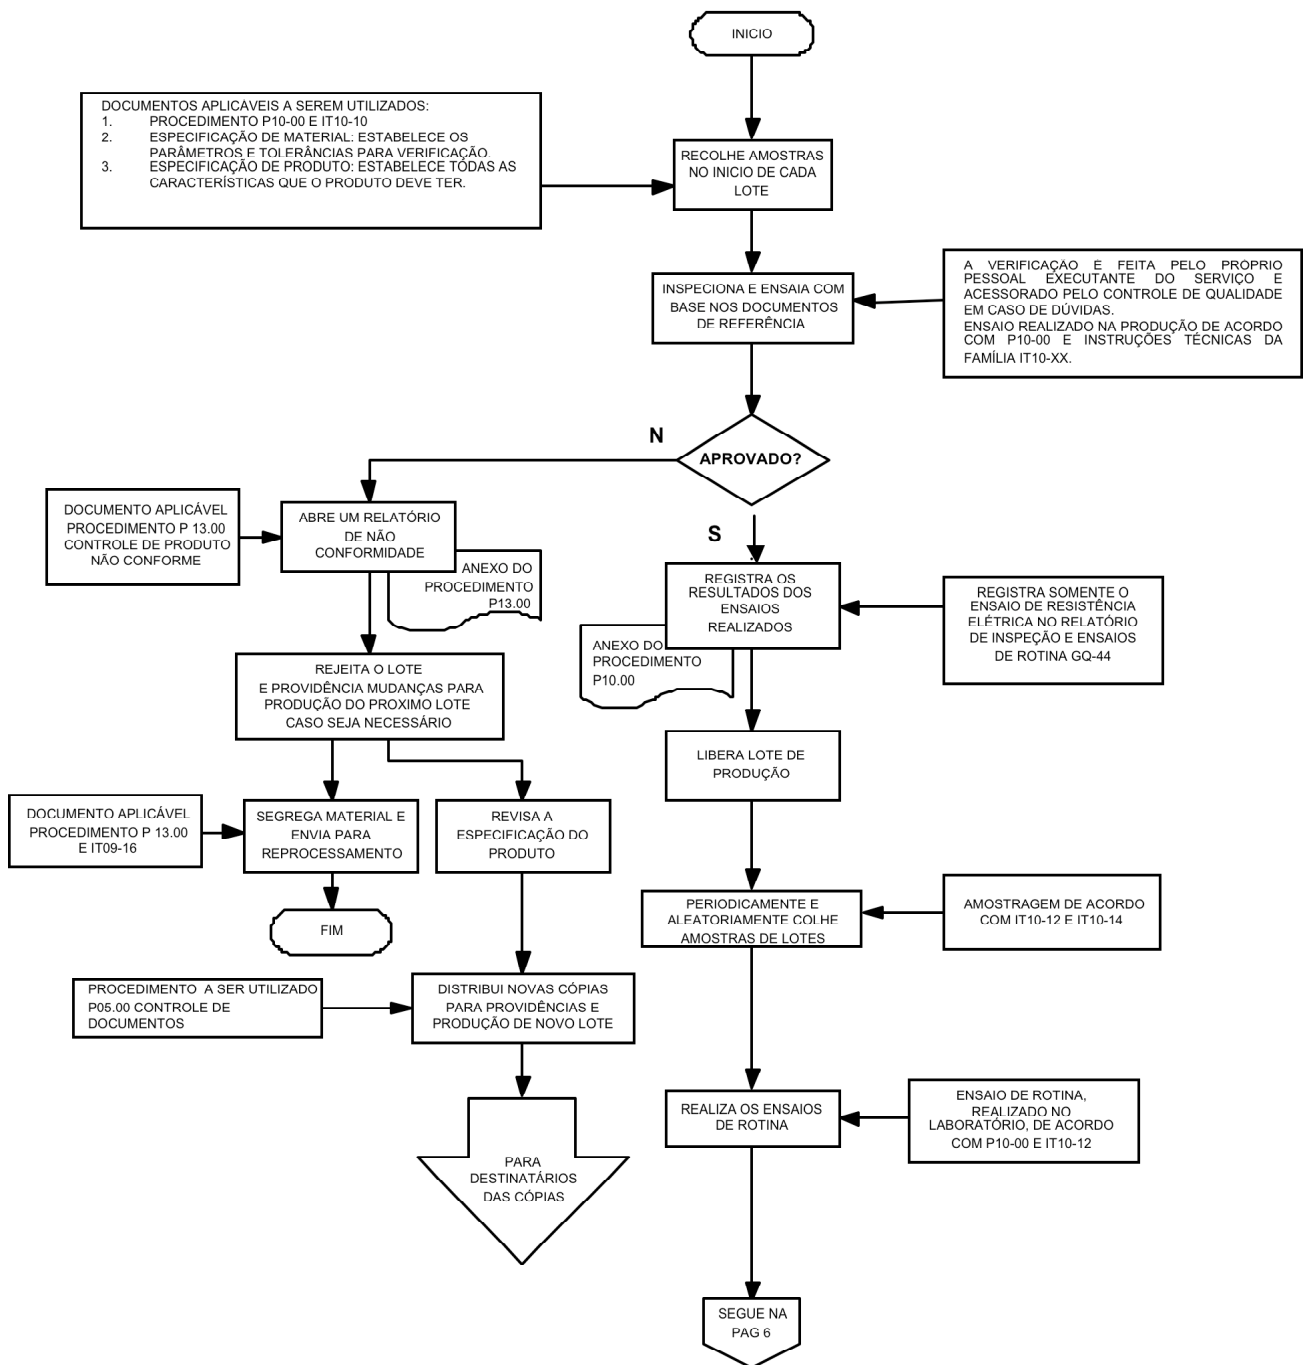 INICIO
DOCUMENTOS APLICAVEIS A SEREM UTILIZADOS:
1. PROCEDIMENTO P10-00 E IT10-10
2. ESPECIFICAÇÃO DE MATERIAL: ESTABELECE OS
PARÂMETROS E TOLERÂNCIAS PARA VERIFICAÇÃO.
3. ESPECIFICAÇÃO DE PRODUTO: ESTABELECE TODAS AS
CARACTERÍSTICAS QUE O PRODUTO DEVE TER.
RECOLHE AMOSTRAS
NO INICIO DE CADA
LOTE
INSPECIONA E ENSAIA COM
BASE NOS DOCUMENTOS
DE REFERÊNCIA
A VERIFICAÇÃO E FEITA PELO PROPRIO
PESSOAL EXECUTANTE DO SERVIÇO E
ACESSORADO PELO CONTROLE DE QUALIDADE
EM CASO DE DÚVIDAS.
ENSAIO REALIZADO NA PRODUÇÃO DE ACORDO
COM P10-00 E INSTRUÇÕES TÉCNICAS DA
FAMÍLIA IT10-XX.
N
APROVADO?
S
DOCUMENTO APLICÁVEL
PROCEDIMENTO P 13.00
CONTROLE DE PRODUTO
NÃO CONFORME
ABRE UM RELATÓRIO
DE NÃO
CONFORMIDADE
ANEXO DO
PROCEDIMENTO
P13.00
REGISTRA OS
RESULTADOS DOS
ENSAIOS
REALIZADOS
REGISTRA SOMENTE O
ENSAIO DE RESISTÊNCIA
ELÉTRICA NO RELATÓRIO
DE INSPEÇÃO E ENSAIOS
DE ROTINA GQ-44
ANEXO DO
PROCEDIMENTO
P10.00
REJEITA O LOTE
E PROVIDÊNCIA MUDANÇAS PARA
PRODUÇÃO DO PROXIMO LOTE
CASO SEJA NECESSÁRIO
LIBERA LOTE DE
PRODUÇÃO
DOCUMENTO APLICÁVEL
PROCEDIMENTO P 13.00
E IT09-16
SEGREGA MATERIAL E
ENVIA PARA
REPROCESSAMENTO
REVISA A
ESPECIFICAÇÃO DO
PRODUTO
PERIODICAMENTE E
ALEATORIAMENTE COLHE
AMOSTRAS DE LOTES
AMOSTRAGEM DE ACORDO
COM IT10-12 E IT10-14
FIM
PROCEDIMENTO A SER UTILIZADO
P05.00 CONTROLE DE
DOCUMENTOS
DISTRIBUI NOVAS CÓPIAS
PARA PROVIDÊNCIAS E
PRODUÇÃO DE NOVO LOTE
REALIZA OS ENSAIOS
DE ROTINA
ENSAIO DE ROTINA,
REALIZADO NO
LABORATÓRIO, DE ACORDO
COM P10-00 E IT10-12
PARA
DESTINATÁRIOS
DAS CÓPIAS
SEGUE NA
PAG 6